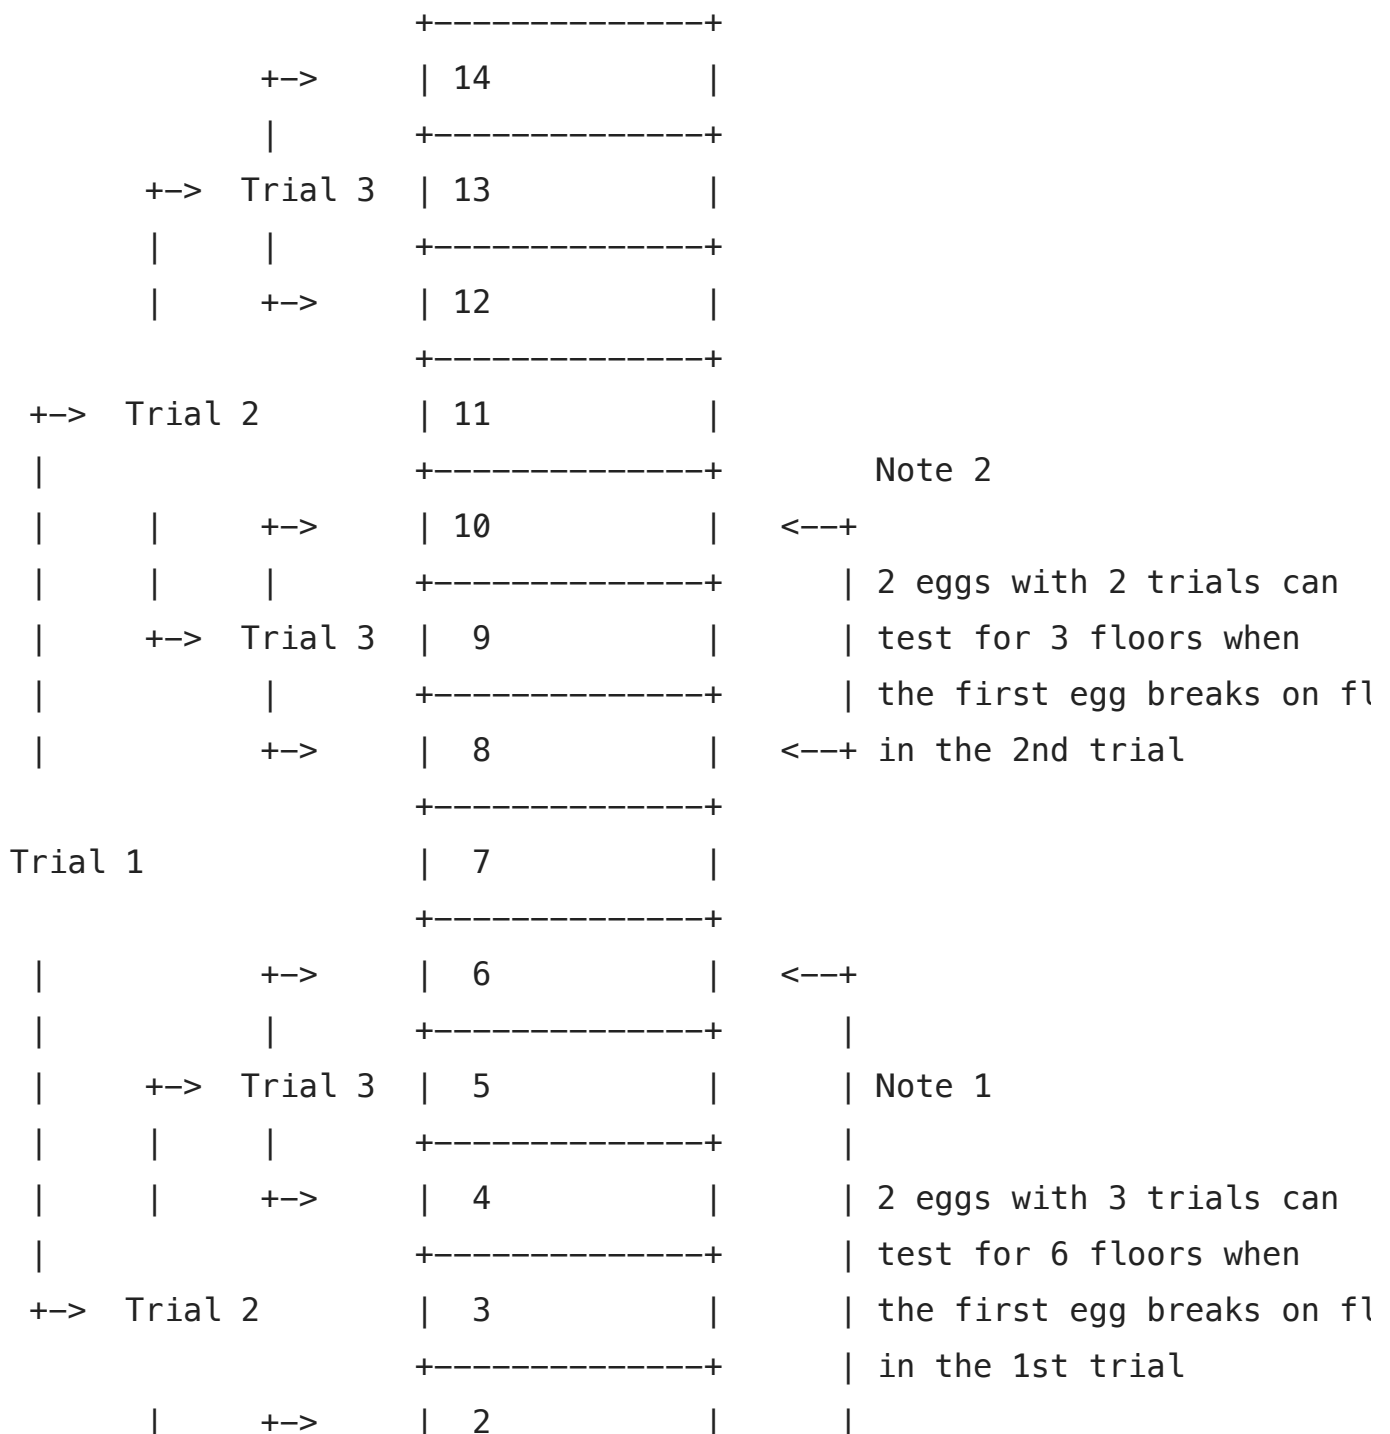 +--------------+
      +->     | 14           |
      |       +--------------+
+->  Trial 3  | 13           |
|     |       +--------------+
|     +->     | 12           |
              +--------------+
+->  Trial 2        | 11           |
|                   +--------------+        Note 2
|     |     +->     | 10           |   <--+
|     |     |       +--------------+      | 2 eggs with 2 trials can
|     +->  Trial 3  |  9           |      | test for 3 floors when
|           |       +--------------+      | the first egg breaks on fl
|           +->     |  8           |   <--+ in the 2nd trial
                    +--------------+
Trial 1              |  7           |
                    +--------------+
|           +->     |  6           |   <--+
|           |       +--------------+      |
|     +->  Trial 3  |  5           |      | Note 1
|     |     |       +--------------+      |
|     |     +->     |  4           |      | 2 eggs with 3 trials can
|                   +--------------+      | test for 6 floors when
+->  Trial 2        |  3           |      | the first egg breaks on fl
                    +--------------+      | in the 1st trial
      |     +->     |  2           |      |